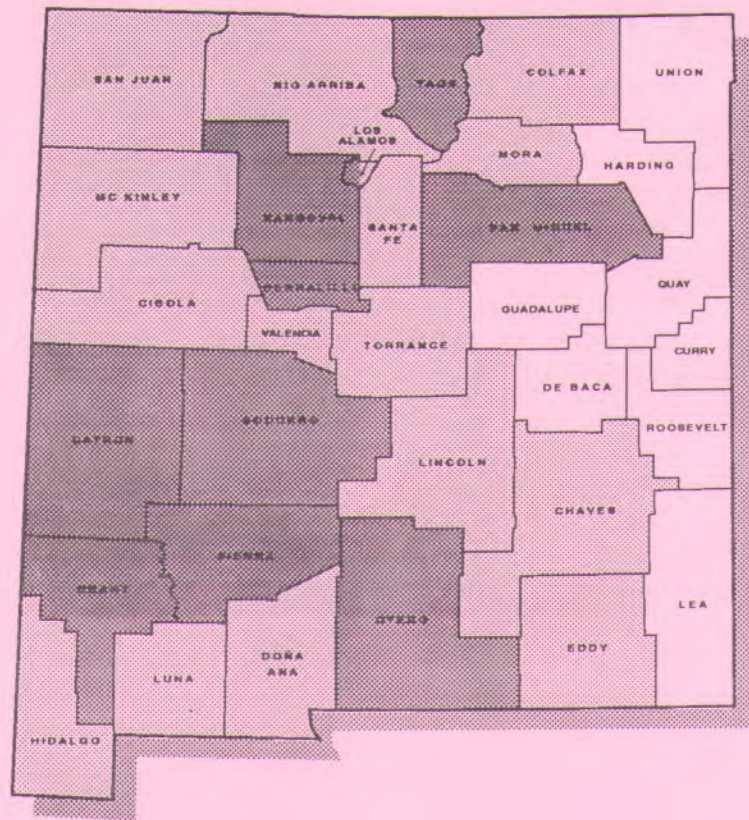 SAN JUAN
RIO ARRIBA
TAOS
COLFAX
UNION
LOS
ALAMOS
MORA
HARDING
MC KINLEY
SANDOVAL
SANTA
FE
SAN MIGUEL
BERNALILLO
CIBOLA
VALENCIA
TORRANCE
GUADALUPE
QUAY
CURRY
DE BACA
ROOSEVELT
CATRON
SOCORRO
LINCOLN
CHAVES
SIERRA
GRANT
OTERO
LEA
EDDY
DOÑA
ANA
LUNA
HIDALGO